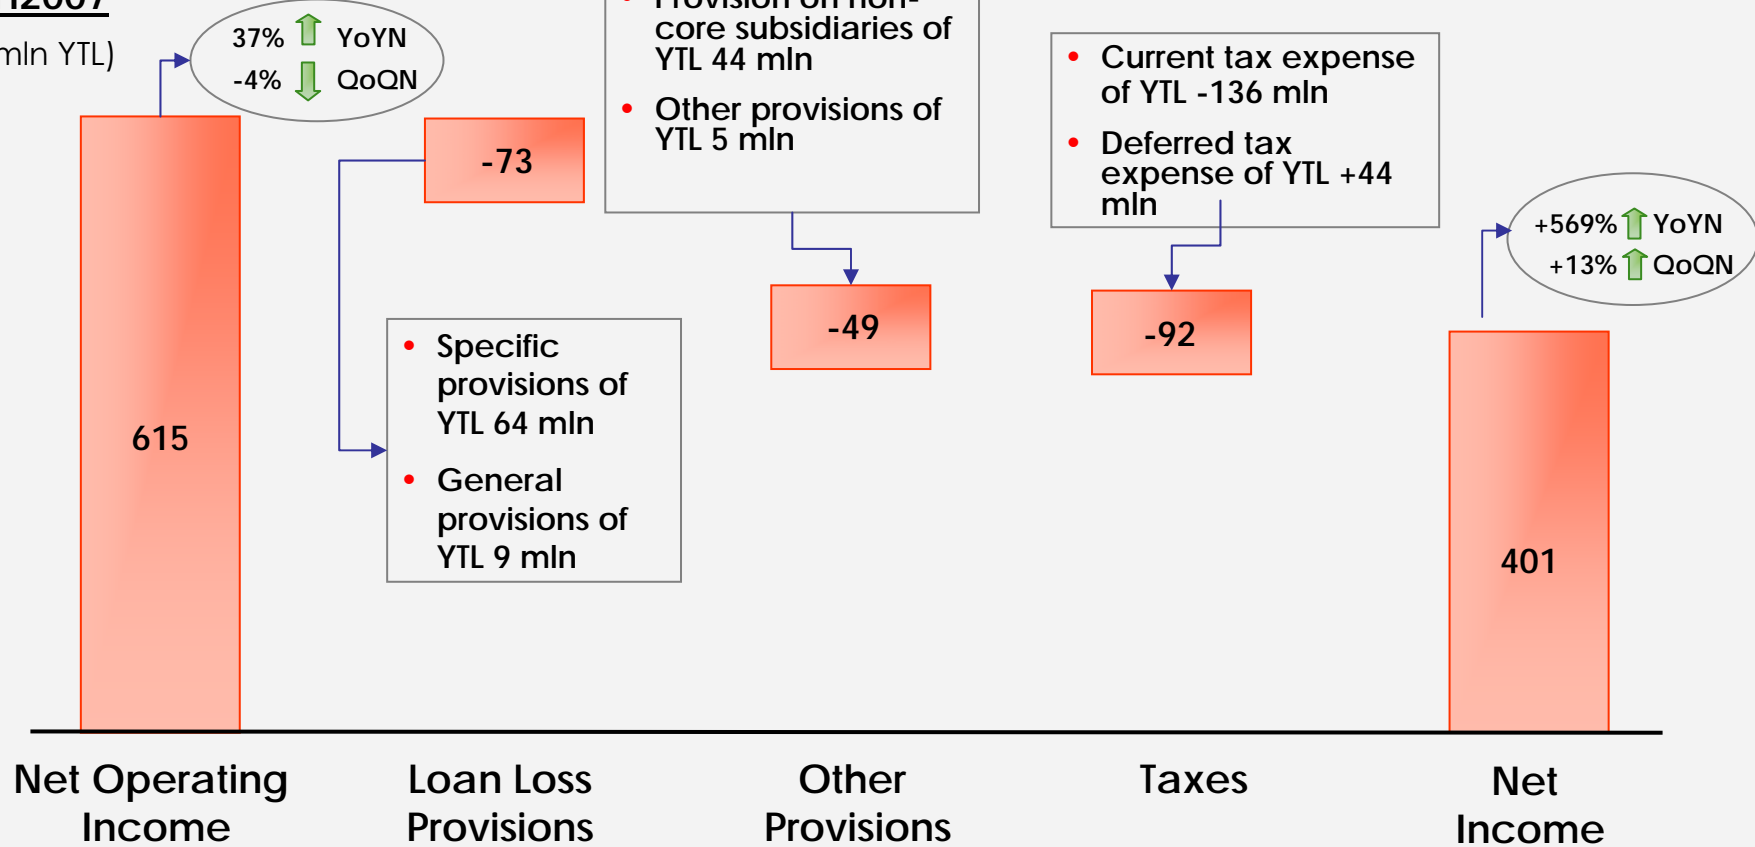 mln YTL)
37% YoYN
-4% QoQN
Provision on non-
core subsidiaries of
YTL 44 mln
• Other provisions of
YTL 5 mln
• Current tax expense
of YTL -136 mln
• Deferred tax
expense of YTL +44
mln
-73
+569% YoYN
+13% QoQN
-49
-92
• Specific
provisions of
YTL 64 mln
• General
provisions of
YTL 9 mln
615
401
Net Operating
Income
Loan Loss
Provisions
Other
Provisions
Taxes
Net
Income